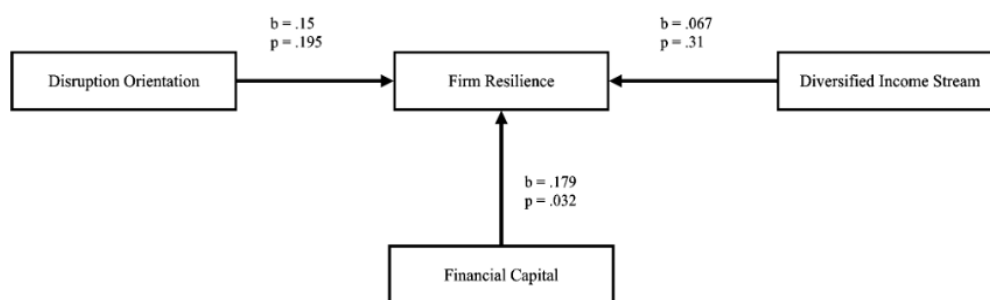 b = .15
p = .195
b = .067
p = .31
Disruption Orientation
Firm Resilience
Diversified Income Stream
b = .179
p = .032
Financial Capital